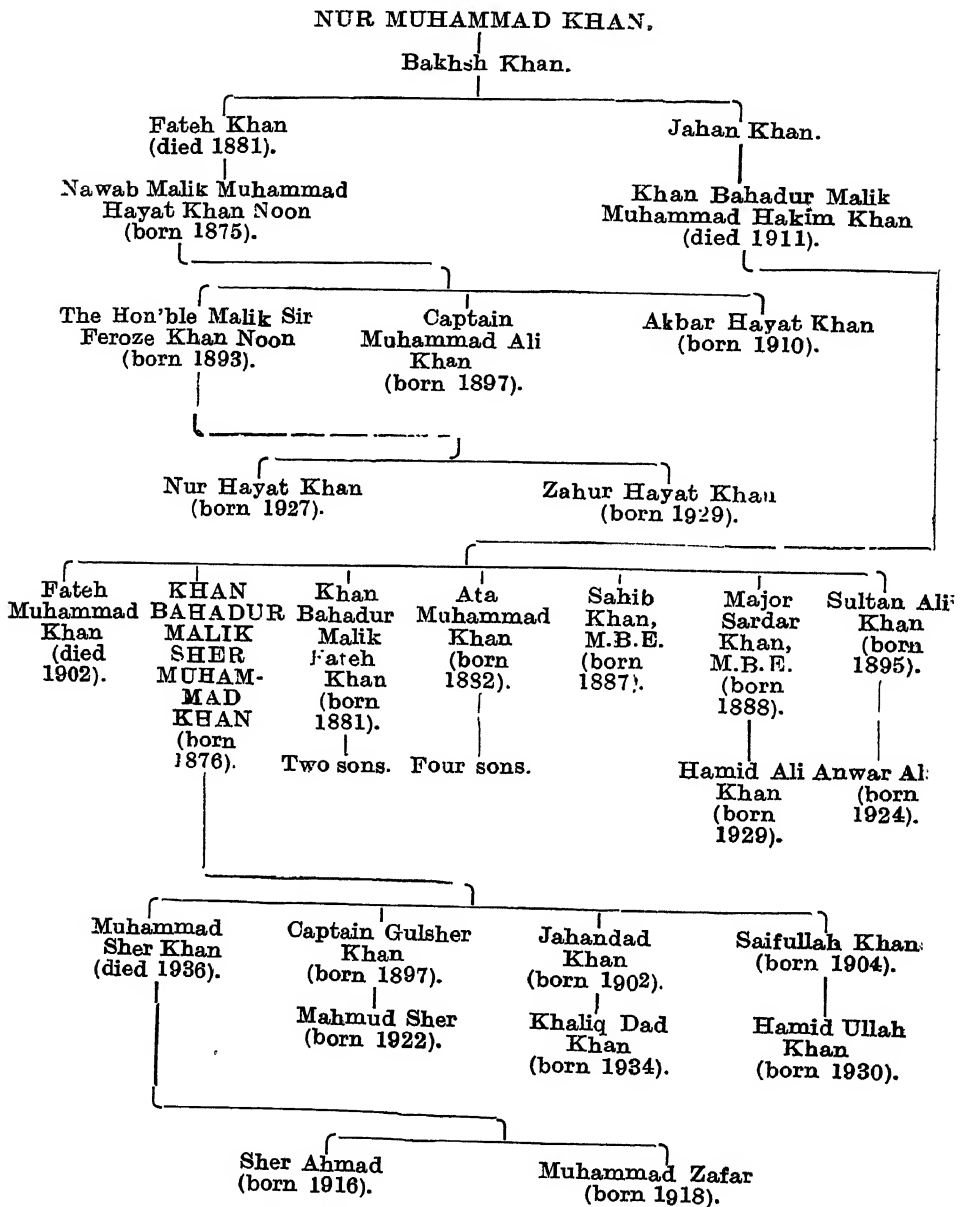 NUR MUHAMMAD KHAN.
Bakhsh Khan.
Fateh Khan
(died 1881).
Jahan Khan.
Nawab Malik Muhammad
Hayat Khan Noon
(born 1875).
Khan Bahadur Malik
Muhammad Hakim Khan
(died 1911).
The Hon'ble Malik Sir
Feroze Khan Noon
(born 1893).
Captain
Muhammad Ali
Khan
(born 1897).
Akbar Hayat Khan
(born 1910).
Nur Hayat Khan
(born 1927).
Zahur Hayat Khan
(born 1929).
Fateh
Muhammad
Khan
(died
1902).
KHAN
BAHADUR
MALIK
SHER
MUHAM-
MAD
KHAN
(born
1876).
Khan
Bahadur
Malik
Fateh
Khan
(born
1881).
Two sons.
Ata
Muhammad
Khan
(born
1882).
Four sons.
Sahib
Khan,
M.B.E.
(born
1887).
Major
Sardar
Khan,
M.B.E.
(born
1888).
Hamid Ali
Khan
(born
1929).
Sultan Ali
Khan
(born
1895).
Anwar Al
(born
1924).
Muhammad
Sher Khan
(died 1936).
Captain Gulsher
Khan
(born 1897).
Mahmud Sher
(born 1922).
Jahandad
Khan
(born 1902).
Khaliq Dad
Khan
(born 1934).
Saifullah Khan
(born 1904).
Hamid Ullah
Khan
(born 1930).
Sher Ahmad
(born 1916).
Muhammad Zafar
(born 1918).